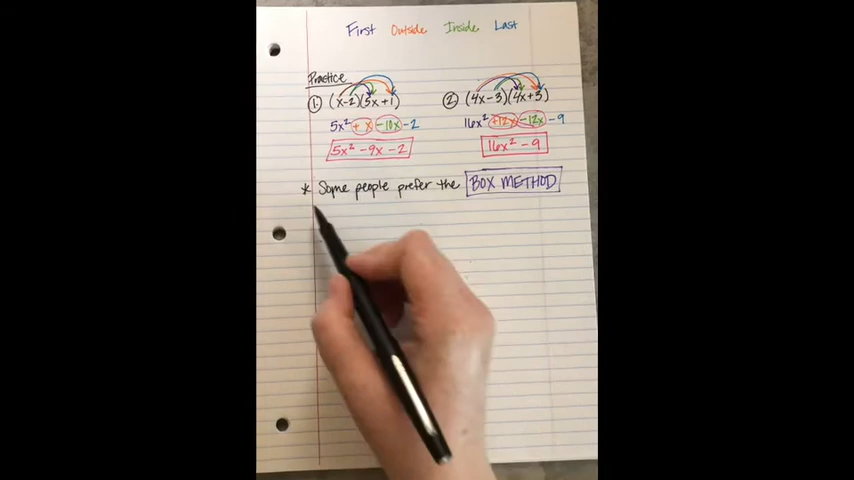 First Outside Inside Last
Practice
1. (x-2)(5x+1)
5x² + x -10x -2
5x² -9x -2
2 (4x-3)(4x+3)
16x² +12x -12x -9
16x² -9
* Some people prefer the BOX METHOD